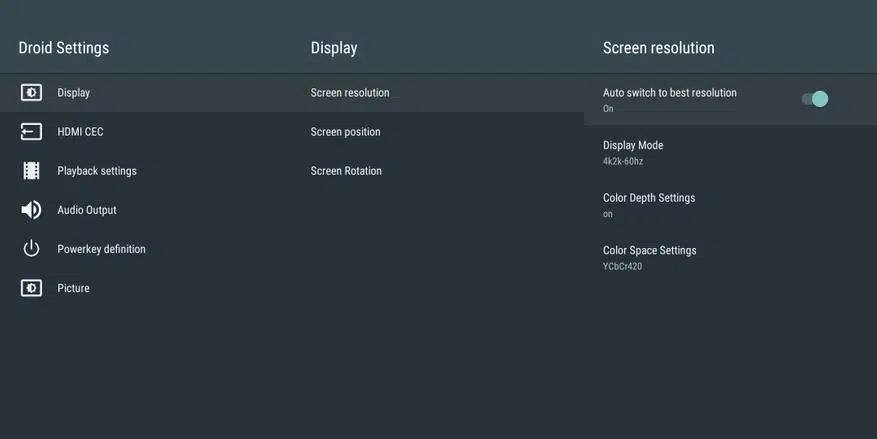 Droid Settings
Display
HDMI CEC
Playback settings
Audio Output
Powerkey definition
Picture
Display
Screen resolution
Screen position
Screen Rotation
Screen resolution
Auto switch to best resolution
On
Display Mode
4k2k-60hz
Color Depth Settings
on
Color Space Settings
YCbCr420